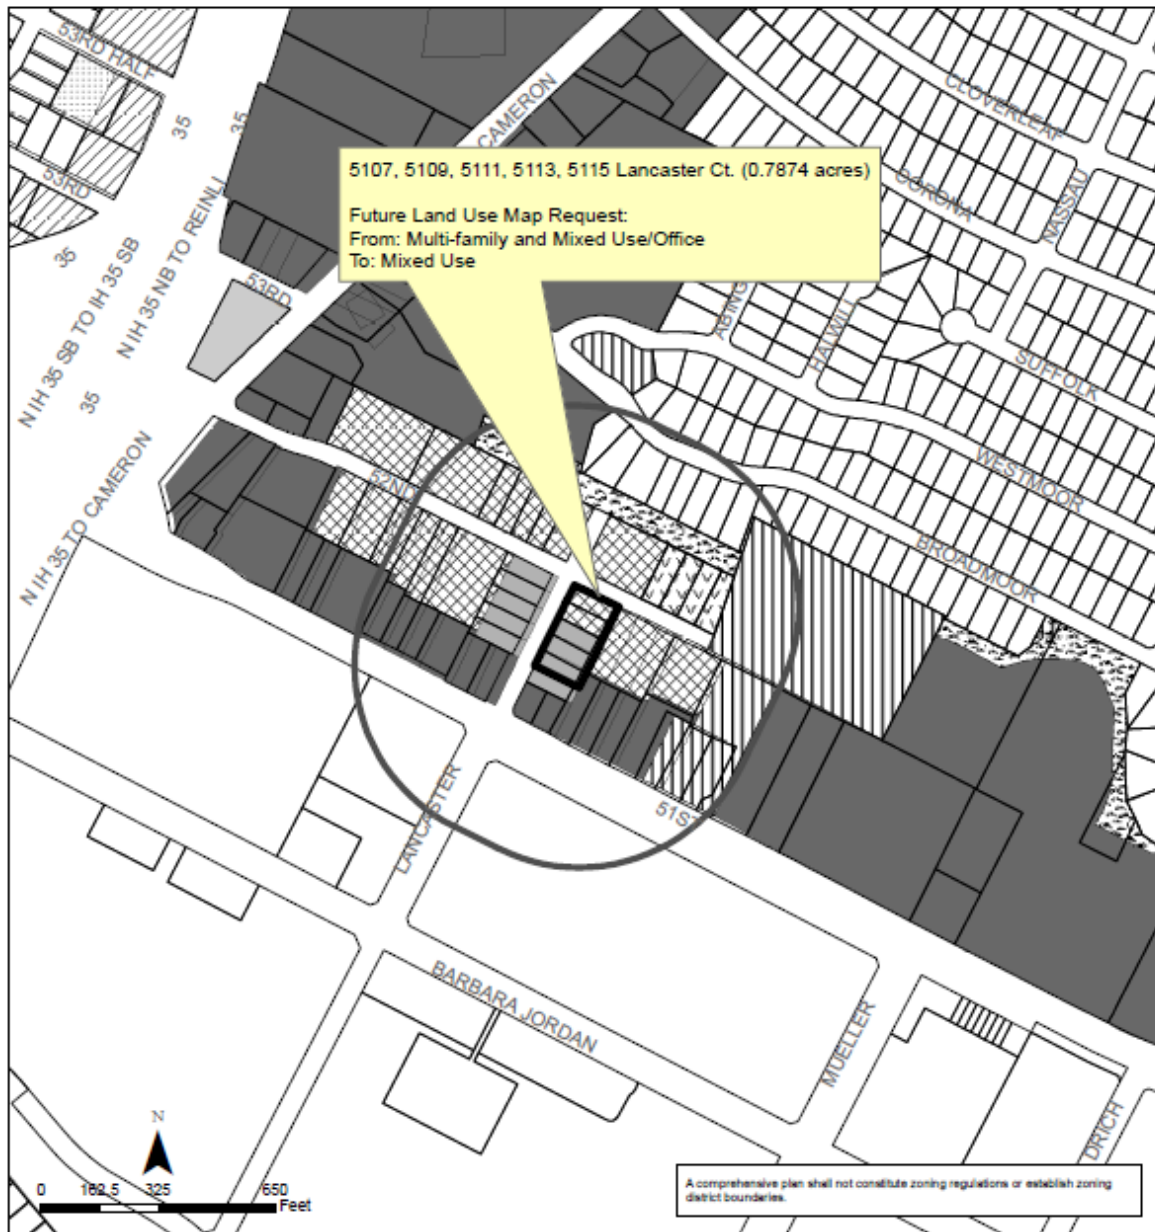 53RD HALF
35
35
CAMERON
CLOVERLEAF
5107, 5109, 5111, 5113, 5115 Lancaster Ct. (0.7874 acres)
Future Land Use Map Request:
From: Multi-family and Mixed Use/Office
To: Mixed Use
CORONA
NASSAU
53RD
35
N IH 35 SB TO IH 35 SB
N IH 35 NB TO REINLI
53RD
ABING
HALWILL
SUFFOLK
35
WESTMOOR
N IH 35 TO CAMERON
52ND
BROADMOOR
LANCASTER
51ST
BARBARA JORDAN
MUELLER
DRICH
N
0 162.5 325 650
Feet
A comprehensive plan shall not constitute zoning regulations or establish zoning
district boundaries.